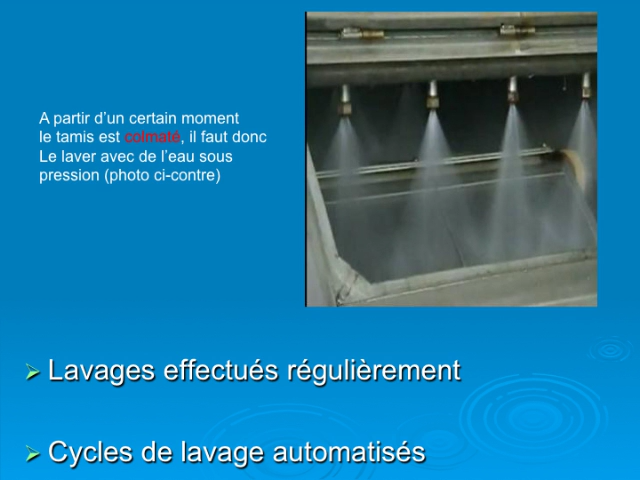 A partir d'un certain moment
le tamis est colmaté, il faut donc
Le laver avec de l'eau sous
pression (photo ci-contre)
Lavages effectués régulièrement
Cycles de lavage automatisés